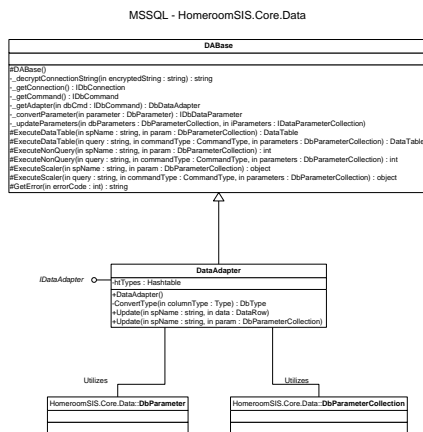 MSSQL - HomeroomSIS.Core.Data
DABase
#DABase()
-_decryptConnectionString(in encryptedString : string) : string
-_getConnection() : IDbConnection
-_getCommand() : IDbCommand
-_getAdapter(in dbCmd : IDbCommand) : DbDataAdapter
-_convertParameter(in parameter : DbParameter) : IDbDataParameter
-_updateParameters(in dbParameters : DbParameterCollection, in iParameters : IDataParameterCollection)
#ExecuteDataTable(in spName : string, in param : DbParameterCollection) : DataTable
#ExecuteDataTable(in query : string, in commandType : CommandType, in parameters : DbParameterCollection) : DataTable
#ExecuteNonQuery(in spName : string, in param : DbParameterCollection) : int
#ExecuteNonQuery(in query : string, in commandType : CommandType, in parameters : DbParameterCollection) : int
#ExecuteScaler(in spName : string, in param : DbParameterCollection) : object
#ExecuteScaler(in query : string, in commandType : CommandType, in parameters : DbParameterCollection) : object
#GetError(in errorCode : int) : string
DataAdapter
IDataAdapter
-htTypes : Hashtable
+DataAdapter()
-ConvertType(in columnType : Type) : DbType
+Update(in spName : string, in data : DataRow)
+Update(in spName : string, in param : DbParameterCollection)
Utilizes
Utilizes
HomeroomSIS.Core.Data::DbParameter
HomeroomSIS.Core.Data::DbParameterCollection